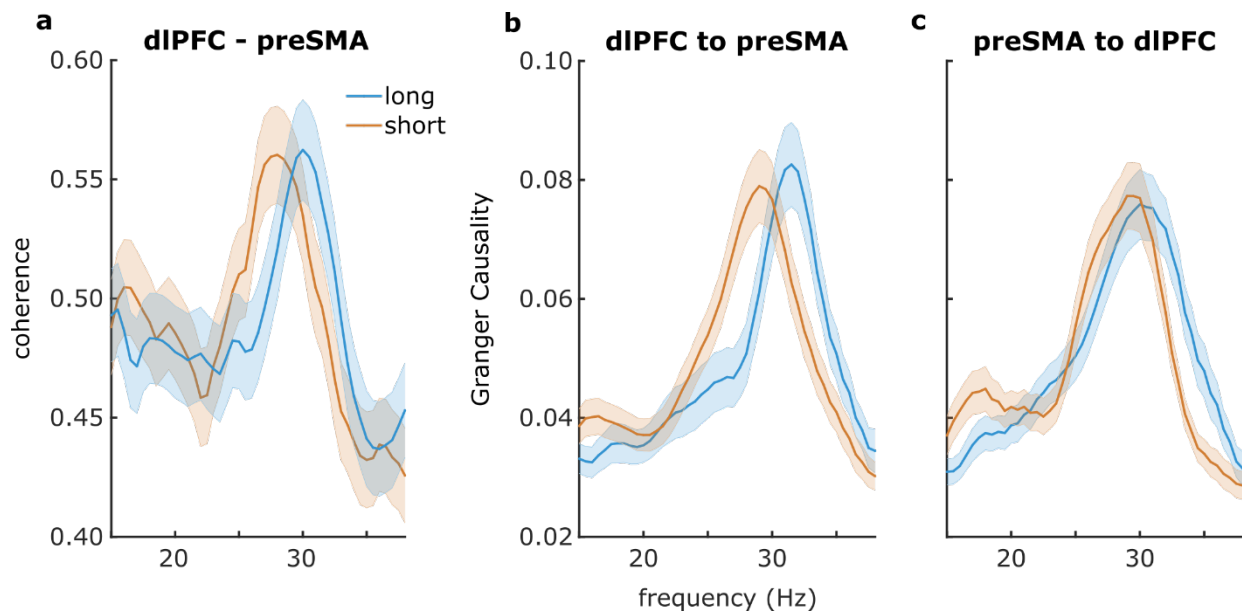 a
dlPFC - preSMA
0.60
0.55
0.50
0.45
0.40
coherence
long
short
20
30
b
dlPFC to preSMA
0.10
0.08
0.06
0.04
0.02
Granger Causality
20
30
frequency (Hz)
c
preSMA to dlPFC
20
30